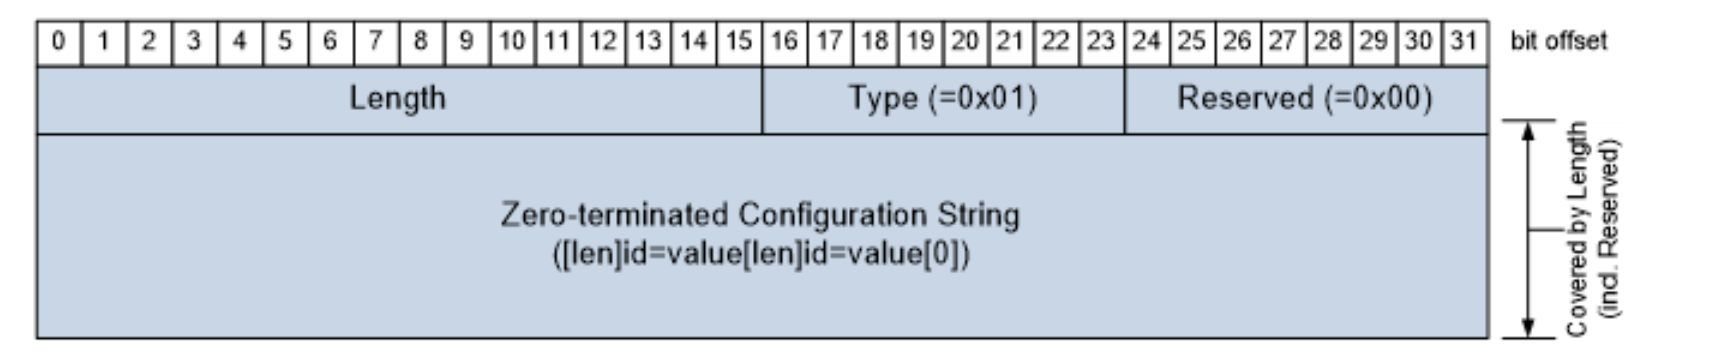 0 1 2 3 4 5 6 7 8 9 10 11 12 13 14 15 16 17 18 19 20 21 22 23 24 25 26 27 28 29 30 31 bit offset
Length Type (=0x01) Reserved (=0x00)
Zero-terminated Configuration String
([len]id=value[len]id=value[0])
Covered by Length
(incl. Reserved)